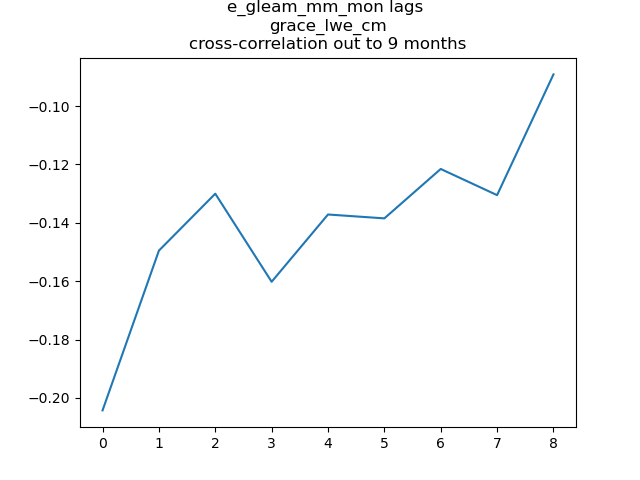 e_gleam_mm_mon lags
grace_lwe_cm
cross-correlation out to 9 months
−0.10
−0.12
−0.14
−0.16
−0.18
−0.20
0 1 2 3 4 5 6 7 8